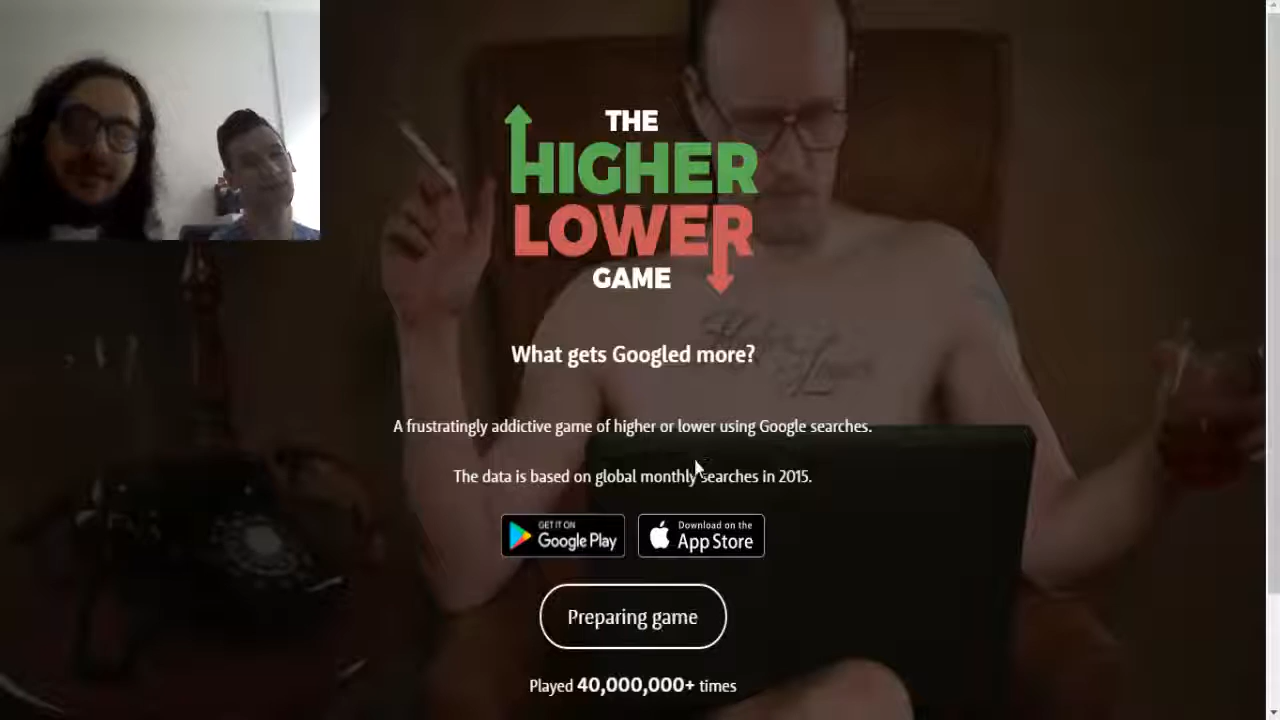 THE
HIGHER
LOWER
GAME
What gets Googled more?
A frustratingly addictive game of higher or lower using Google searches.
The data is based on global monthly searches in 2015.
GET IT ON
Google Play
Download on the
App Store
Preparing game
Played 40,000,000+ times